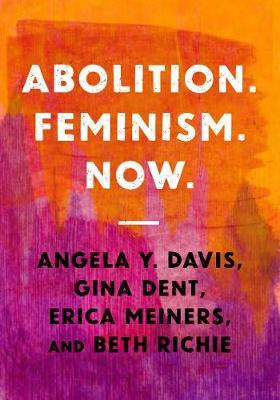 ABOLITION.
FEMINISM.
NOW.
ANGELA Y. DAVIS,
GINA DENT,
ERICA MEINERS,
AND BETH RICHIE